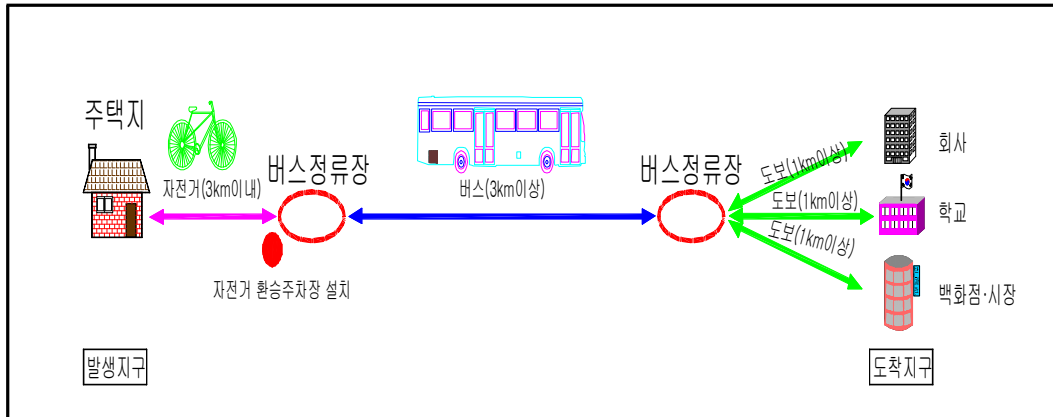 주택지
자전거(3km이내)
버스정류장
버스(3km이상)
버스정류장
도보(1km이상)
도보(1km이상)
도보(1km이상)
회사
학교
백화점·시장
자전거 환승주차장 설치
발생지구
도착지구